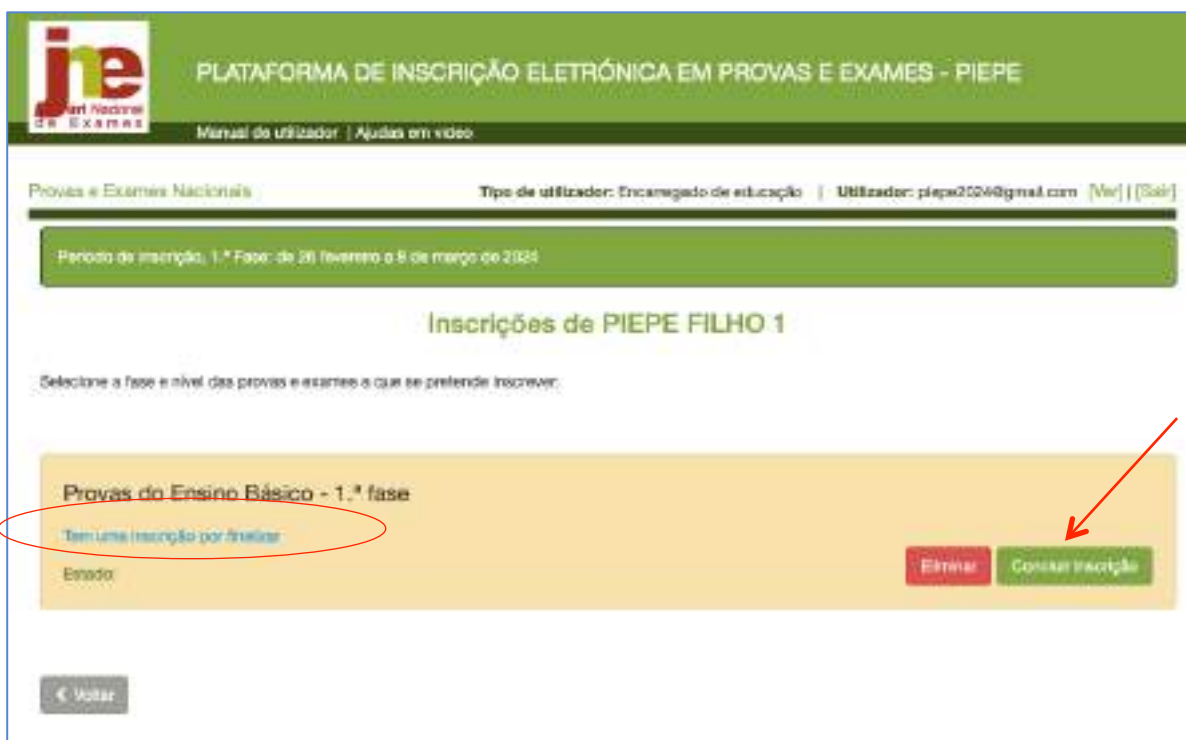 jne
Júri Nacional
de Exames
PLATAFORMA DE INSCRIÇÃO ELETRÓNICA EM PROVAS E EXAMES - PIEPE
Manual do utilizador | Ajudas em vídeo
Provas e Exames Nacionais
Tipo de utilizador: Encarregado de educação | Utilizador: piepe2024@gmail.com [Ver] | [Sair]
Período de inscrição, 1.ª Fase: de 26 fevereiro a 8 de março de 2024
Inscrições de PIEPE FILHO 1
Selecione a fase e nível das provas e exames a que se pretende inscrever:
Provas do Ensino Básico - 1.ª fase
Tem uma inscrição por finalizar
Estado:
Eliminar
Concluir inscrição
Voltar